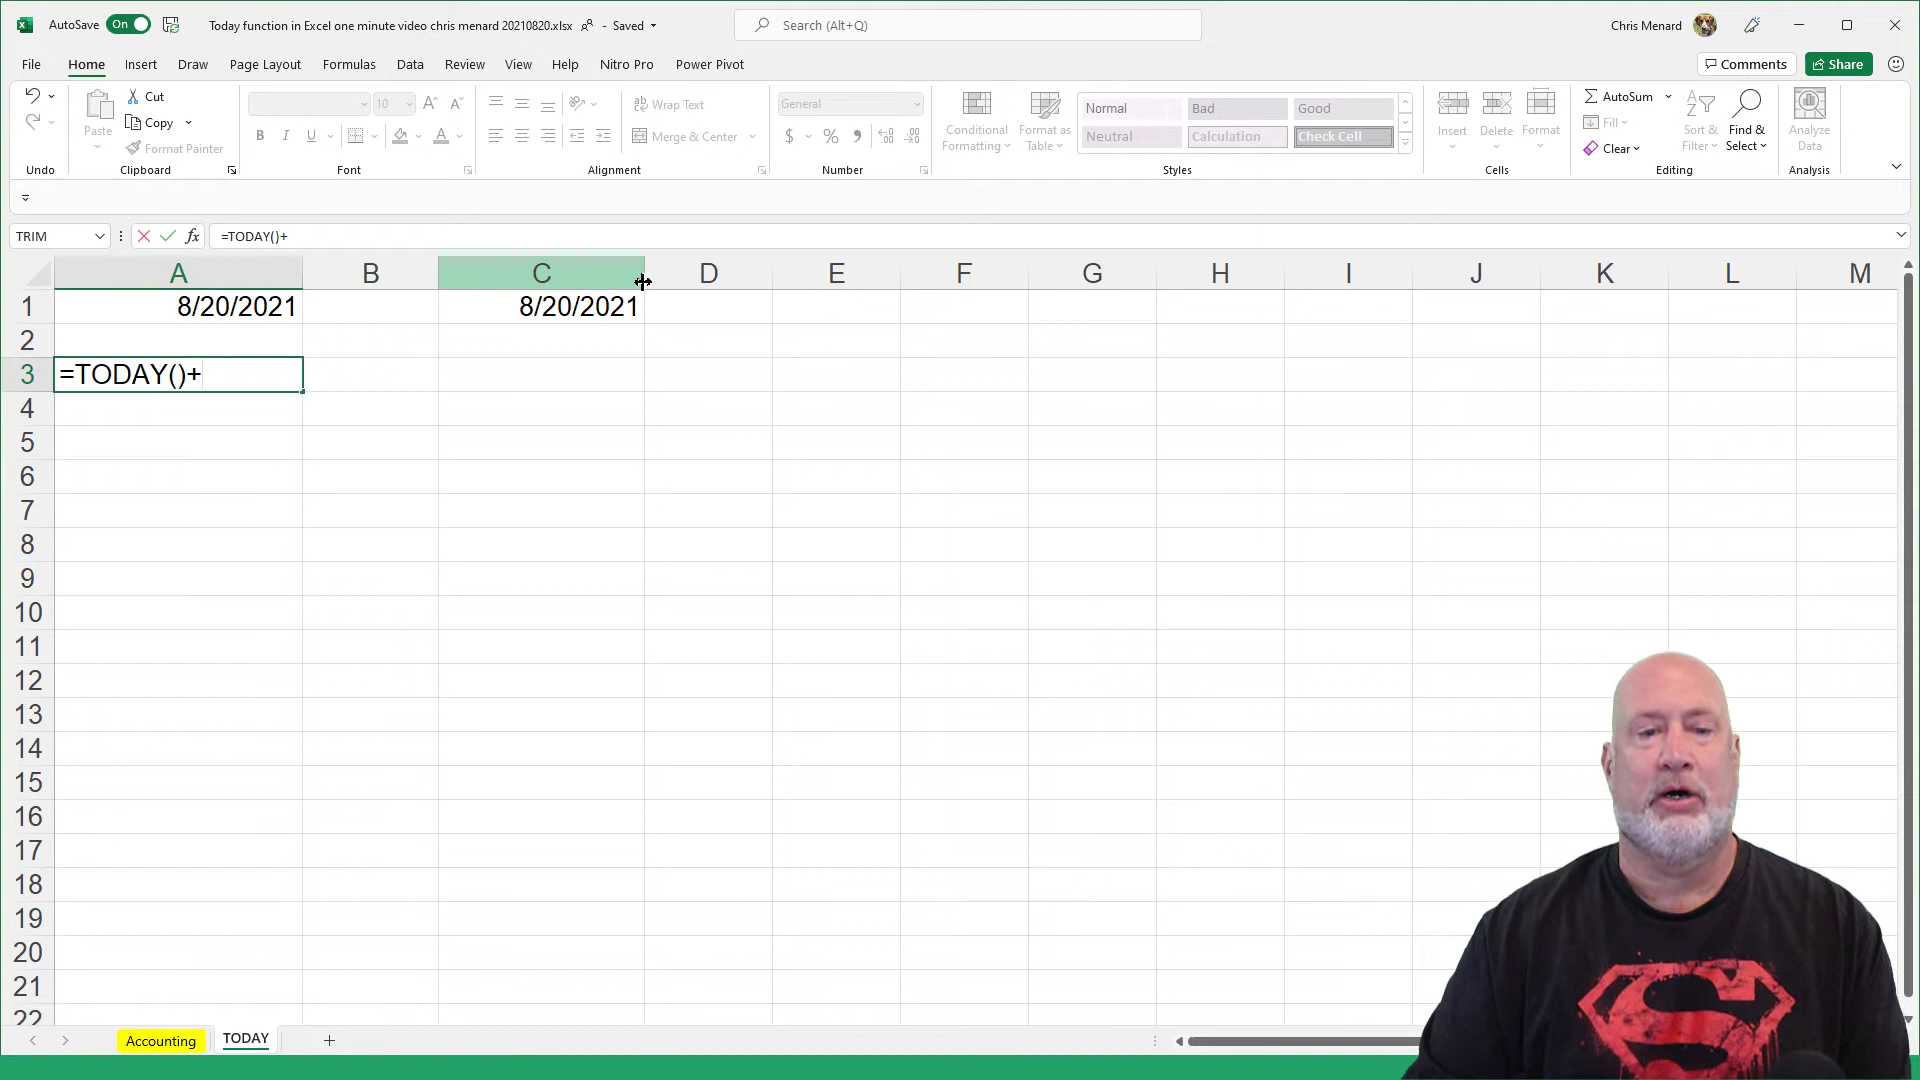 AutoSave On Today function in Excel one minute video chris menard 20210820.xlsx - Saved Search (Alt+Q) Chris Menard
File Home Insert Draw Page Layout Formulas Data Review View Help Nitro Pro Power Pivot Comments Share
Cut
Copy
Format Painter
Paste
10
Wrap Text
Merge & Center
General
$ % 9
Conditional Formatting
Format as Table
Normal Bad Good
Neutral Calculation Check Cell
Insert Delete Format
AutoSum
Fill
Clear
Sort & Filter
Find & Select
Analyze Data
Undo Clipboard Font Alignment Number Styles Cells Editing Analysis
TRIM fx =TODAY()+
A B C D E F G H I J K L M
1 8/20/2021 8/20/2021
2
3 =TODAY()+
4
5
6
7
8
9
10
11
12
13
14
15
16
17
18
19
20
21
22
Accounting TODAY
S